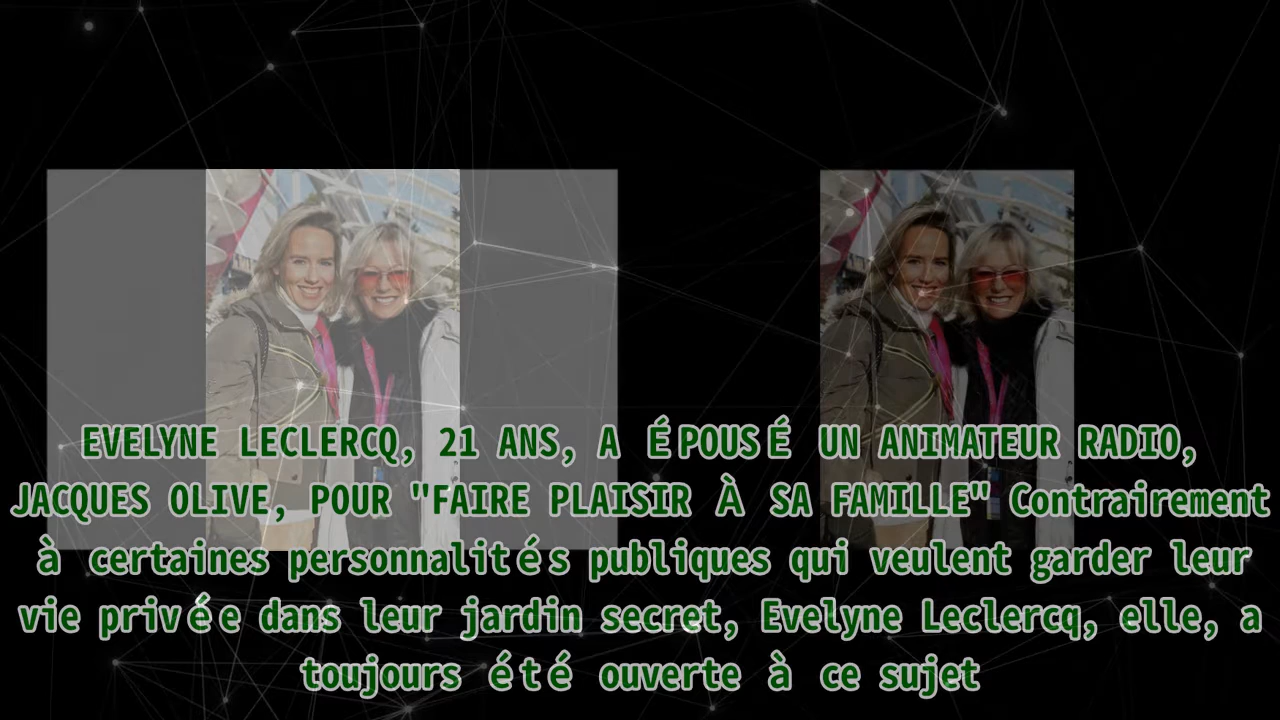 EVELYNE LECLERCQ, 21 ANS, A ÉPOUSÉ UN ANIMATEUR RADIO,
JACQUES OLIVE, POUR "FAIRE PLAISIR À SA FAMILLE" Contrairement
à certaines personnalités publiques qui veulent garder leur
vie privée dans leur jardin secret, Evelyne Leclercq, elle, a
toujours été ouverte à ce sujet